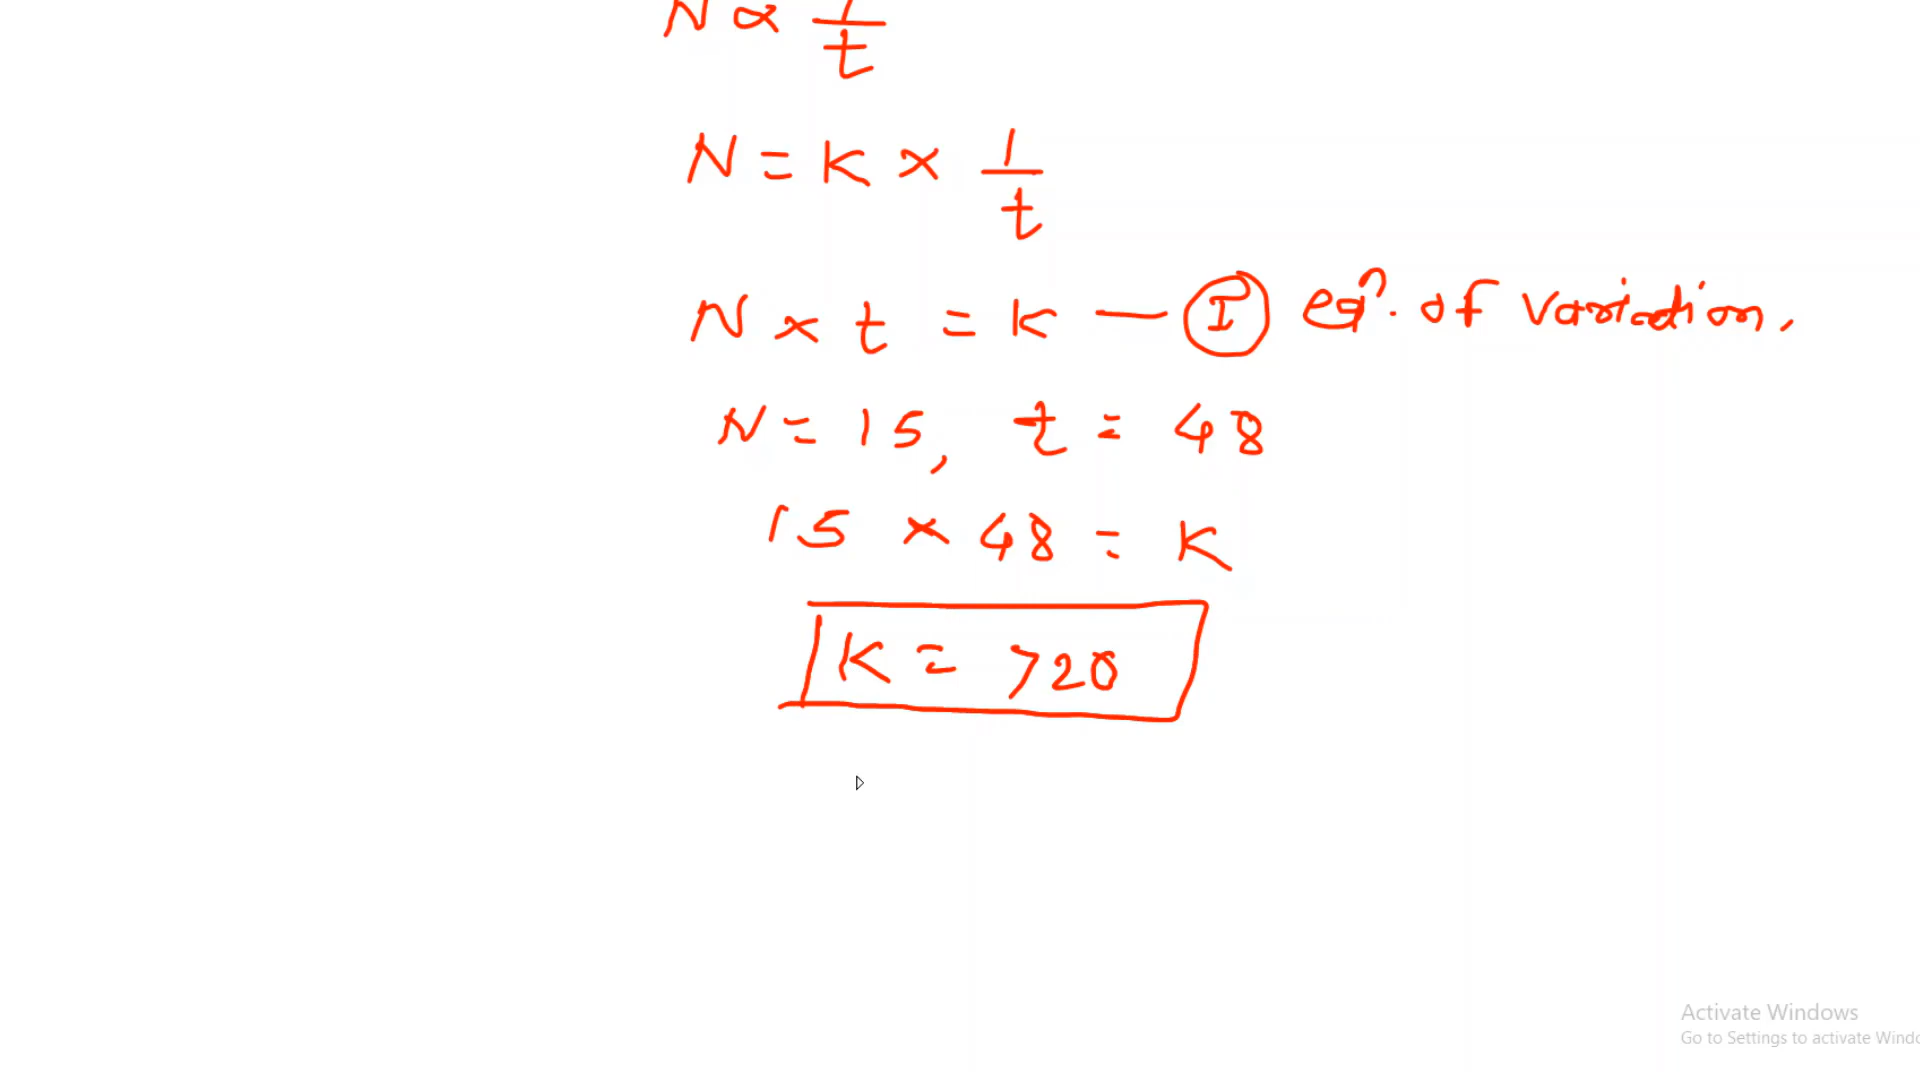 N ∝ 1/t
N = K × 1/t
N × t = K — I eqn. of variation,
N = 15, t = 48
15 × 48 = K
K = 720
Activate Windows
Go to Settings to activate Windo